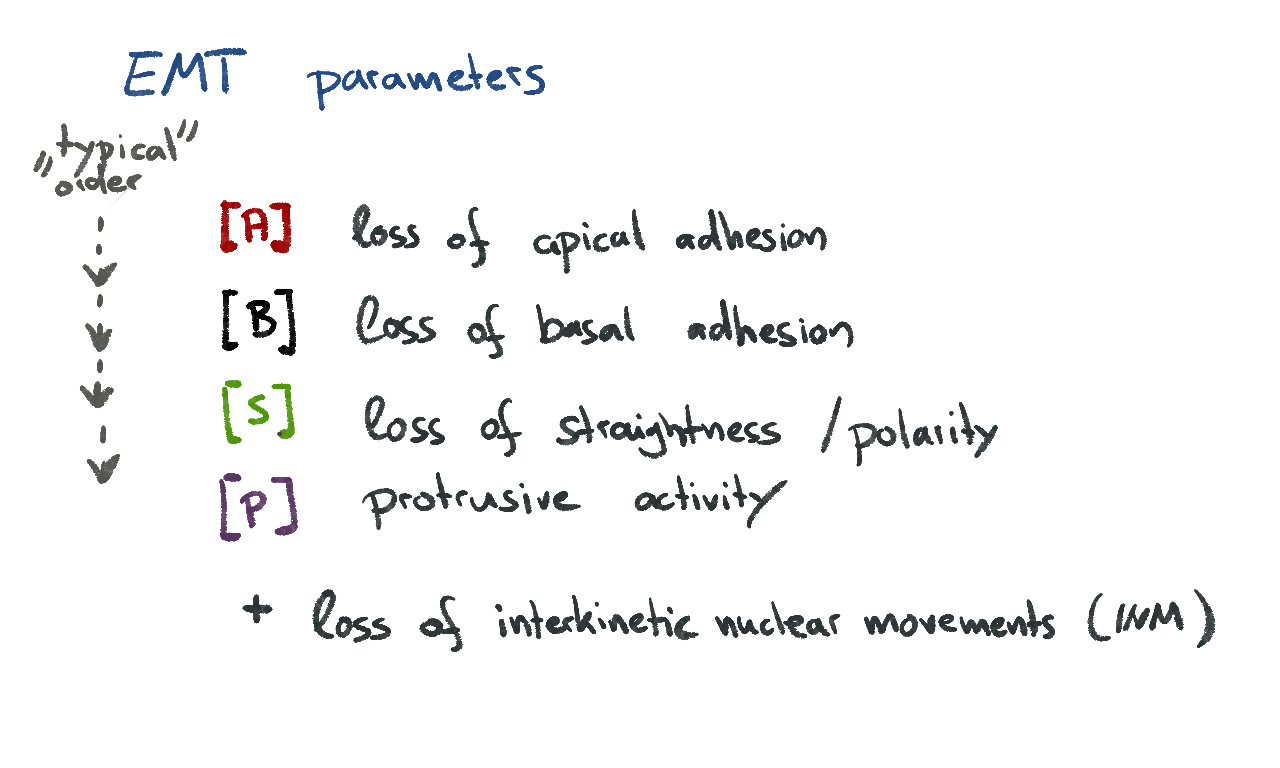 EMT parameters
"typical"
order
[A] loss of apical adhesion
[B] loss of basal adhesion
[S] loss of straightness / polarity
[P] protrusive activity
+ loss of interkinetic nuclear movements (INM)